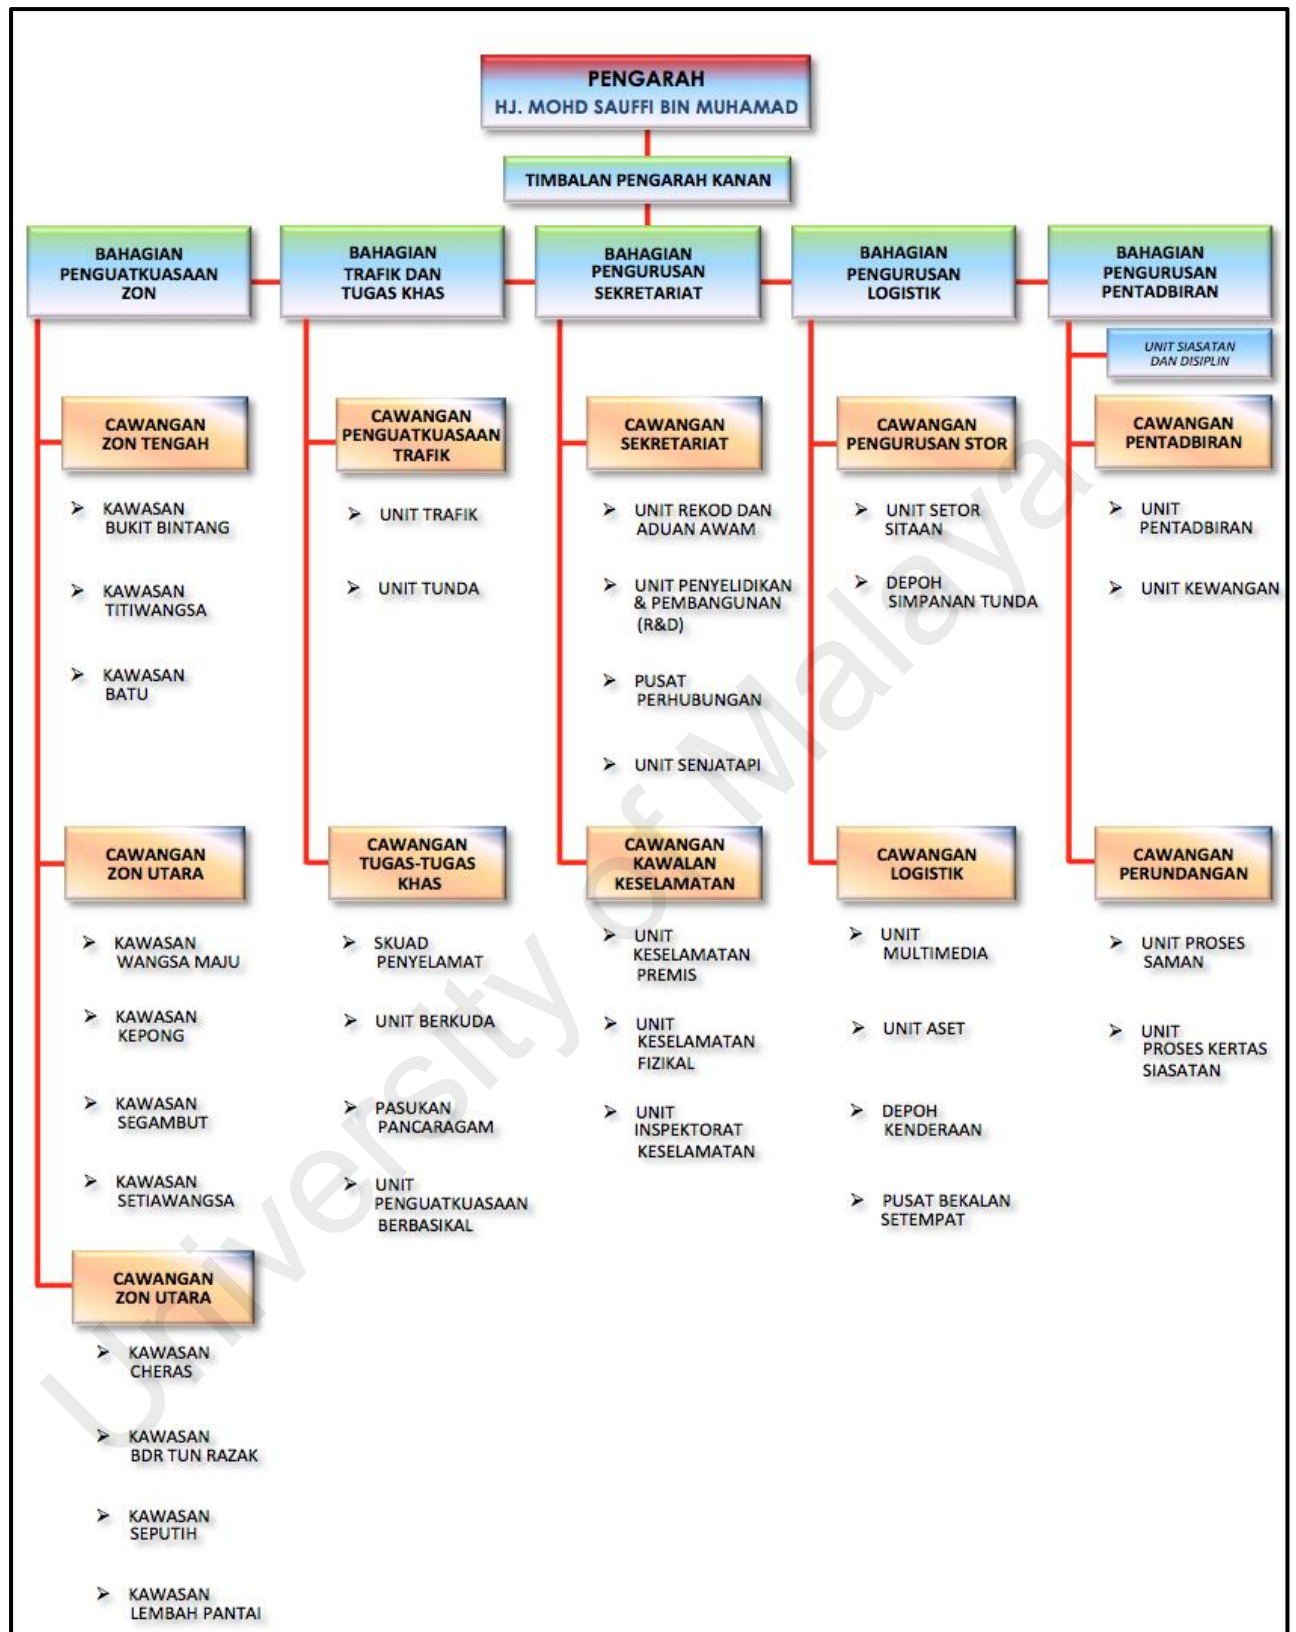 PENGARAH
HJ. MOHD SAUFFI BIN MUHAMAD
TIMBALAN PENGARAH KANAN
BAHAGIAN
PENGUATKUASAAN
ZON
CAWANGAN
ZON TENGAH
KAWASAN
BUKIT BINTANG
KAWASAN
TITIWANGSA
KAWASAN
BATU
CAWANGAN
ZON UTARA
KAWASAN
WANGSA MAJU
KAWASAN
KEPONG
KAWASAN
SEGAMBUT
KAWASAN
SETIAWANGSA
CAWANGAN
ZON UTARA
KAWASAN
CHERAS
KAWASAN
BDR TUN RAZAK
KAWASAN
SEPUTIH
KAWASAN
LEMBAH PANTAI
BAHAGIAN
TRAFIK DAN
TUGAS KHAS
CAWANGAN
PENGUATKUASAAN
TRAFIK
UNIT TRAFIK
UNIT TUNDA
CAWANGAN
TUGAS-TUGAS
KHAS
SKUAD
PENYELAMAT
UNIT BERKUDA
PASUKAN
PANCARAGAM
UNIT
PENGUATKUASAAN
BERBASIKAL
BAHAGIAN
PENGURUSAN
SEKRETARIAT
CAWANGAN
SEKRETARIAT
UNIT REKOD DAN
ADUAN AWAM
UNIT PENYELIDIKAN
& PEMBANGUNAN
(R&D)
PUSAT
PERHUBUNGAN
UNIT SENJATAPI
CAWANGAN
KAWALAN
KESELAMATAN
UNIT
KESELAMATAN
PREMIS
UNIT
KESELAMATAN
FIZIKAL
UNIT
INSPEKTORAT
KESELAMATAN
BAHAGIAN
PENGURUSAN
LOGISTIK
CAWANGAN
PENGURUSAN STOR
UNIT SETOR
SITAAN
DEPOH
SIMPANAN TUNDA
CAWANGAN
LOGISTIK
UNIT
MULTIMEDIA
UNIT ASET
DEPOH
KENDERAAN
PUSAT BEKALAN
SETEMPAT
BAHAGIAN
PENGURUSAN
PENTADBIRAN
UNIT SIASATAN
DAN DISIPLIN
CAWANGAN
PENTADBIRAN
UNIT
PENTADBIRAN
UNIT KEWANGAN
CAWANGAN
PERUNDANGAN
UNIT PROSES
SAMAN
UNIT
PROSES KERTAS
SIASATAN
University of Malaya